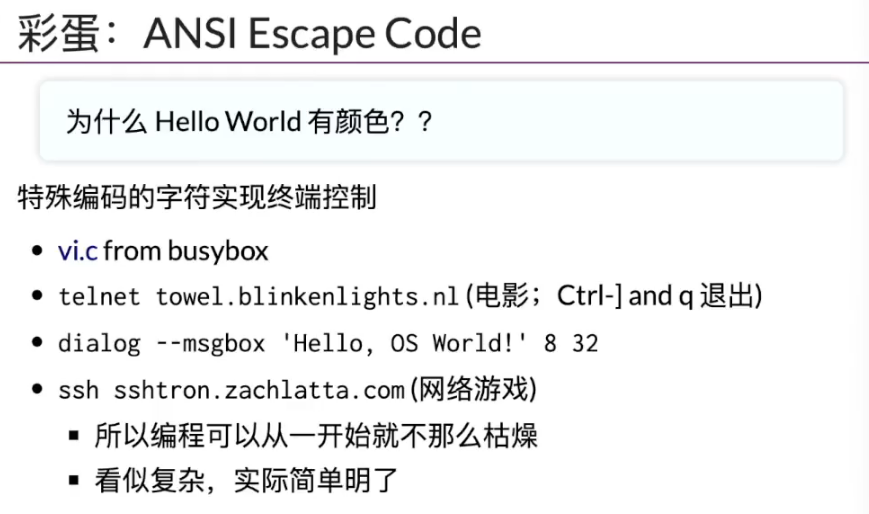 彩蛋：ANSI Escape Code
为什么 Hello World 有颜色？？
特殊编码的字符实现终端控制
• vi.c from busybox
• telnet towel.blinkenlights.nl (电影；Ctrl-] and q 退出)
• dialog --msgbox 'Hello, OS World!' 8 32
• ssh sshtron.zachlatta.com (网络游戏)
▪ 所以编程可以从一开始就不那么枯燥
▪ 看似复杂，实际简单明了